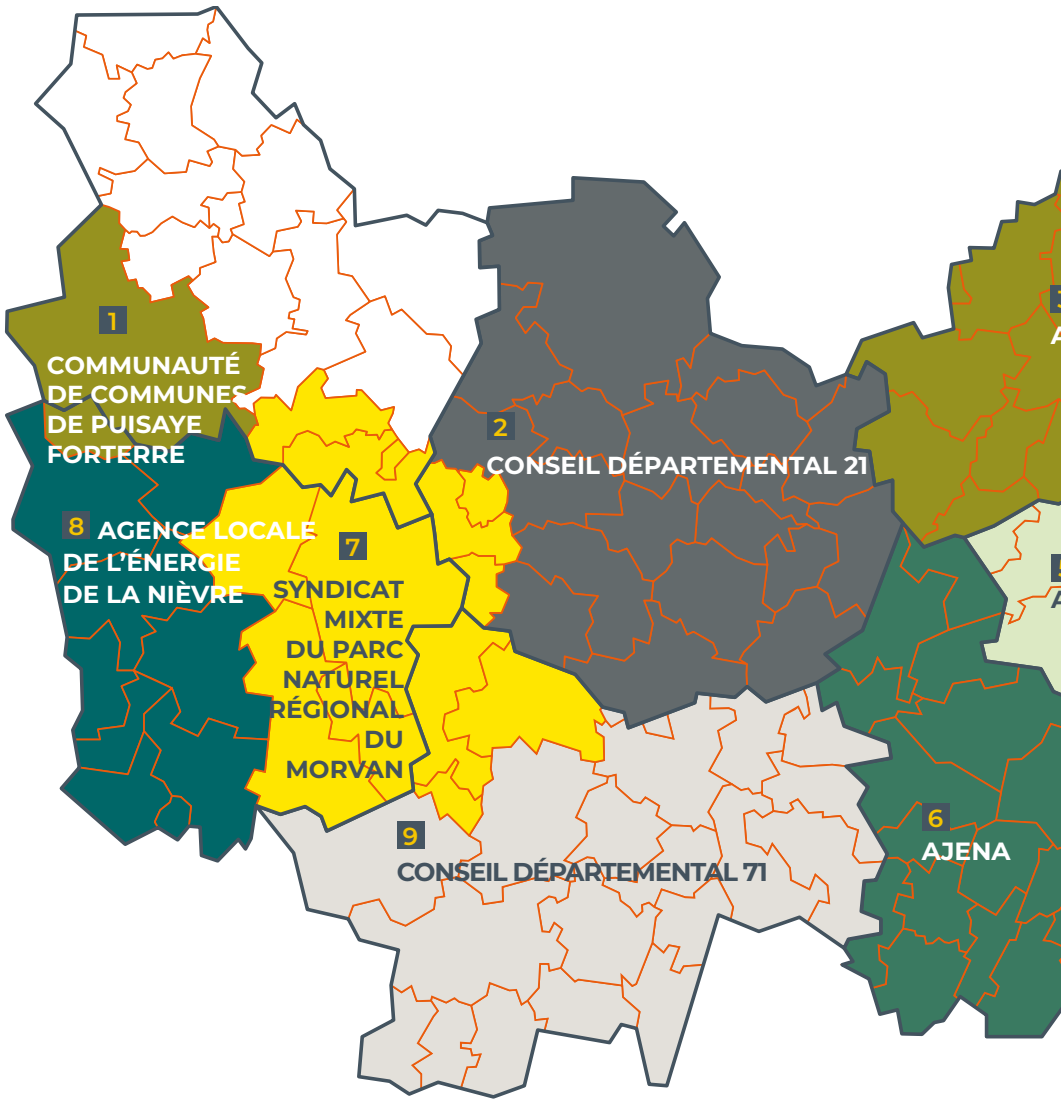 1
COMMUNAUTÉ
DE COMMUNES
DE PUISAYE
FORTERRE
2
CONSEIL DÉPARTEMENTAL 21
8 AGENCE LOCALE
DE L’ÉNERGIE
DE LA NIÈVRE
7
SYNDICAT
MIXTE
DU PARC
NATUREL
RÉGIONAL
DU
MORVAN
9
CONSEIL DÉPARTEMENTAL 71
6
AJENA